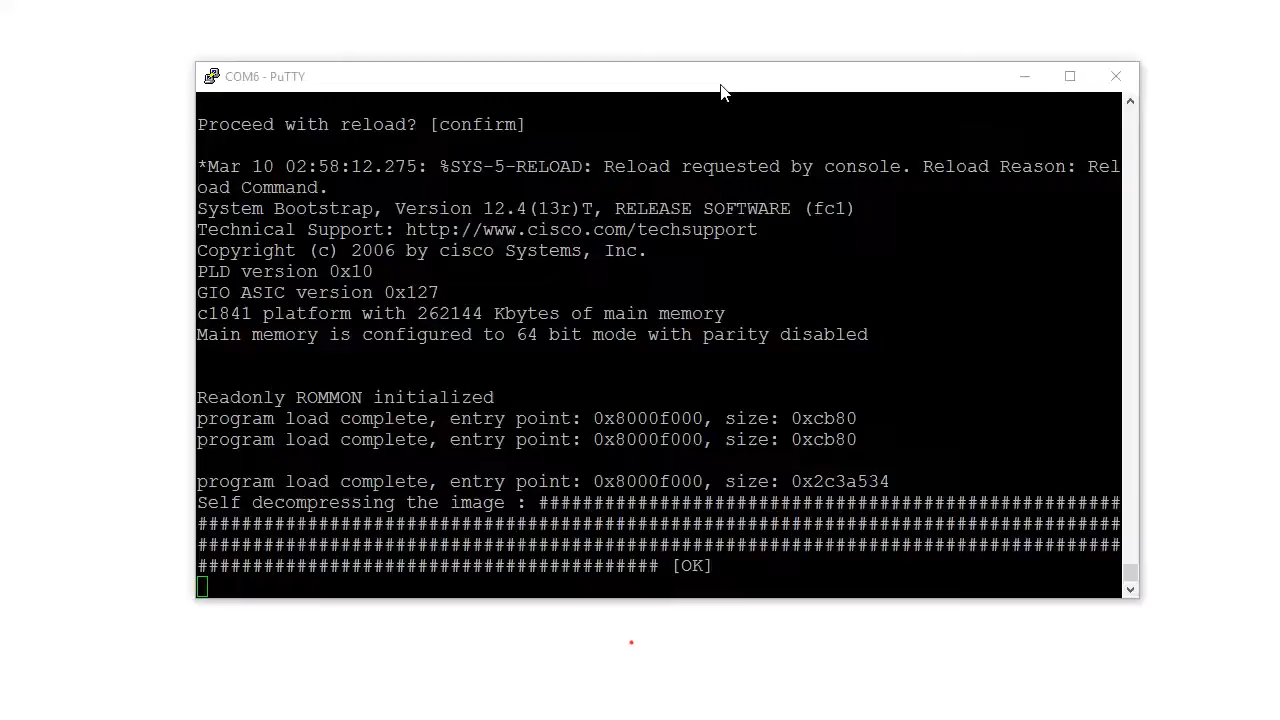 COM6 - PuTTY
Proceed with reload? [confirm]
*Mar 10 02:58:12.275: %SYS-5-RELOAD: Reload requested by console. Reload Reason: Rel
oad Command.
System Bootstrap, Version 12.4(13r)T, RELEASE SOFTWARE (fc1)
Technical Support: http://www.cisco.com/techsupport
Copyright (c) 2006 by cisco Systems, Inc.
PLD version 0x10
GIO ASIC version 0x127
c1841 platform with 262144 Kbytes of main memory
Main memory is configured to 64 bit mode with parity disabled
Readonly ROMMON initialized
program load complete, entry point: 0x8000f000, size: 0xcb80
program load complete, entry point: 0x8000f000, size: 0xcb80
program load complete, entry point: 0x8000f000, size: 0x2c3a534
Self decompressing the image : #####################################################
####################################################################################
####################################################################################
########################################## [OK]